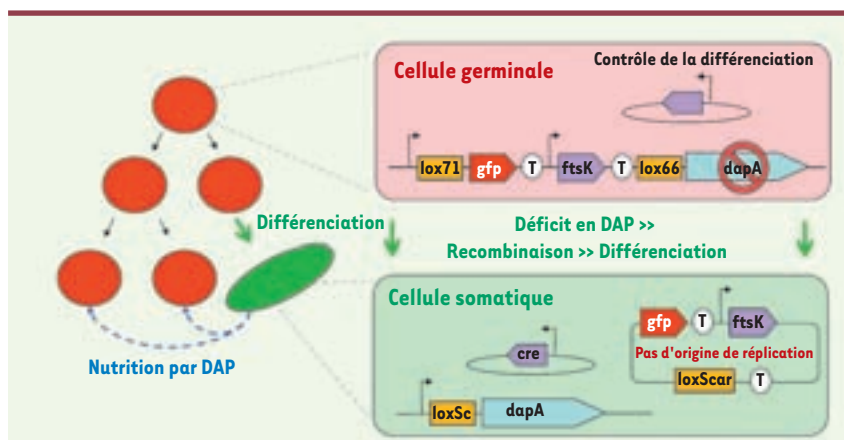 Cellule germinale
Contrôle de la différenciation
lox71 gfp T ftsK T lox66 dapA
Différenciation
Déficit en DAP >>
Recombinaison >> Différenciation
Cellule somatique
gfp T ftsK
Pas d'origine de réplication
cre
loxScar T
loxSc dapA
Nutrition par DAP